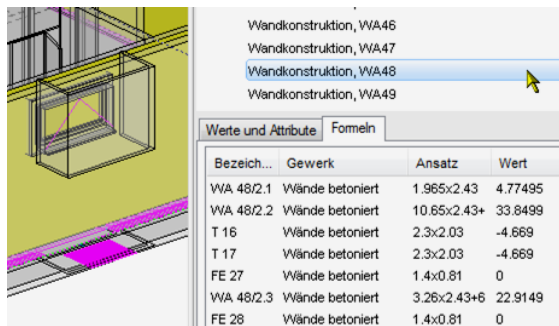 Wandkonstruktion, WA46
Wandkonstruktion, WA47
Wandkonstruktion, WA48
Wandkonstruktion, WA49
Werte und Attribute Formeln
Bezeich... Gewerk Ansatz Wert
WA 48/2.1 Wände betoniert 1.965x2.43 4.77495
WA 48/2.2 Wände betoniert 10.65x2.43+ 33.8499
T 16 Wände betoniert 2.3x2.03 -4.669
T 17 Wände betoniert 2.3x2.03 -4.669
FE 27 Wände betoniert 1.4x0.81 0
WA 48/2.3 Wände betoniert 3.26x2.43+6 22.9149
FE 28 Wände betoniert 1.4x0.81 0